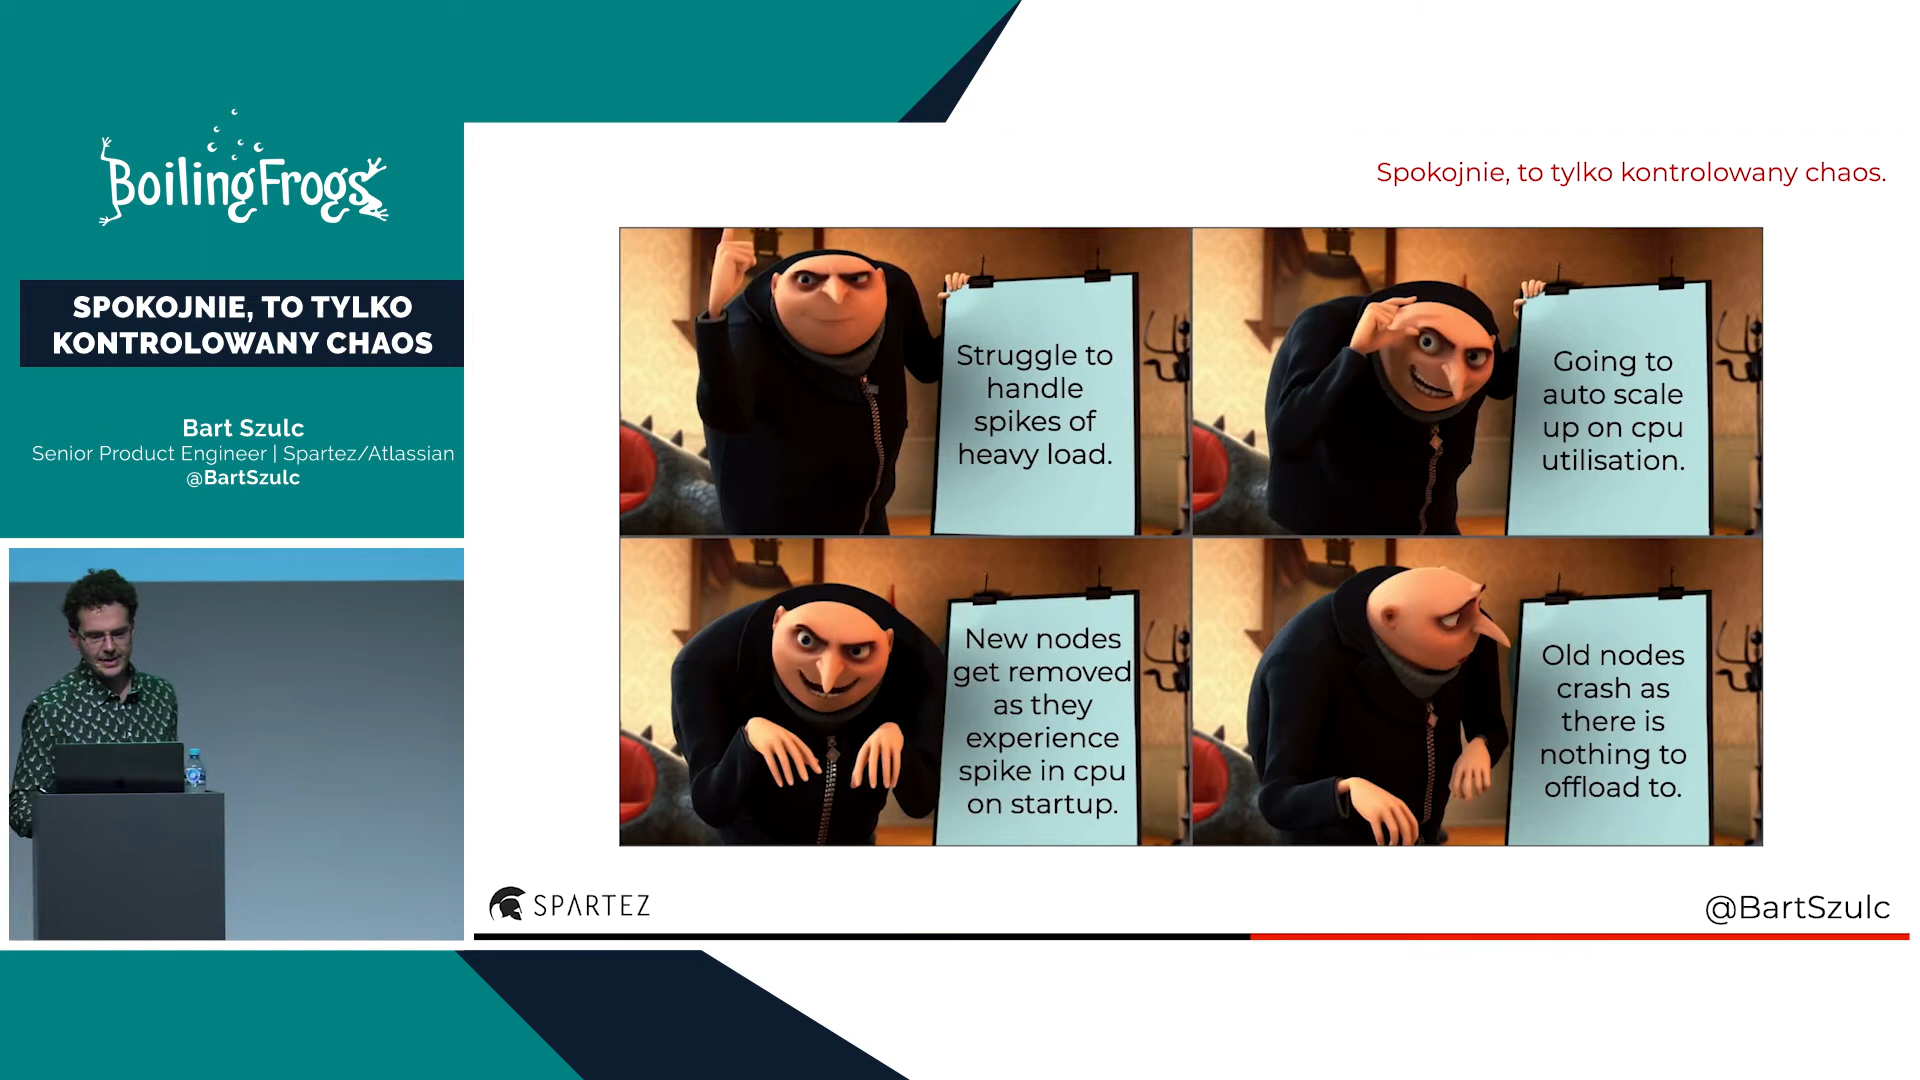 BoilingFrogs
SPOKOJNIE, TO TYLKO
KONTROLOWANY CHAOS
Bart Szulc
Senior Product Engineer | Spartez/Atlassian
@BartSzulc
Spokojnie, to tylko kontrolowany chaos.
Struggle to
handle
spikes of
heavy load.
Going to
auto scale
up on cpu
utilisation.
New nodes
get removed
as they
experience
spike in cpu
on startup.
Old nodes
crash as
there is
nothing to
offload to.
SPARTEZ
@BartSzulc